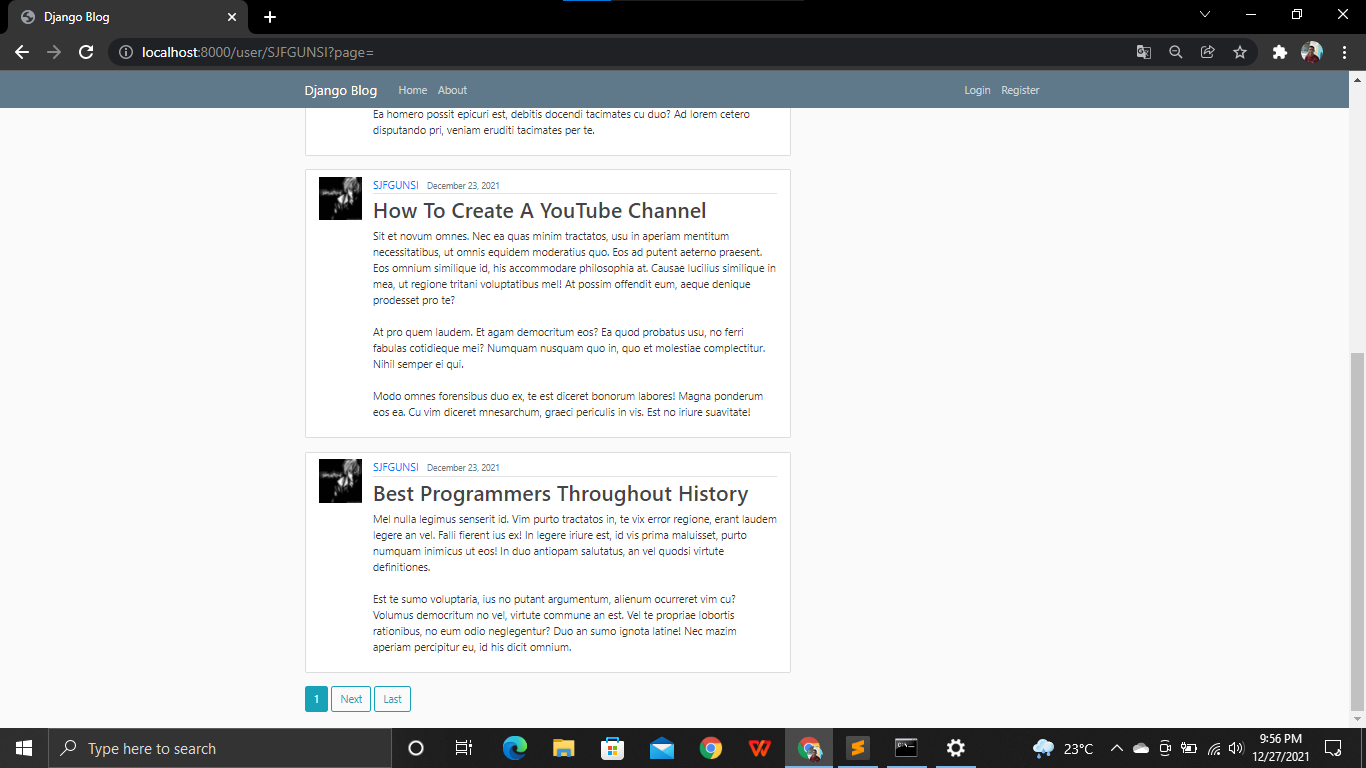 Django Blog
localhost:8000/user/SJFGUNSI?page=
Django Blog Home About Login Register
Ea homero possit epicuri est, debitis docendi tacimates cu duo? Ad lorem cetero
disputando pri, veniam eruditi tacimates per te.
SJFGUNSI December 23, 2021
How To Create A YouTube Channel
Sit et novum omnes. Nec ea quas minim tractatos, usu in aperiam mentitum
necessitatibus, ut omnis equidem moderatius quo. Eos ad putent aeterno praesent.
Eos omnium similique id, his accommodare philosophia at. Causae lucilius similique in
mea, ut regione tritani voluptatibus mel! At possim offendit eum, aeque denique
prodesset pro te?
At pro quem laudem. Et agam democritum eos? Ea quod probatus usu, no ferri
fabulas cotidieque mei? Numquam nusquam quo in, quo et molestiae complectitur.
Nihil semper ei qui.
Modo omnes forensibus duo ex, te est diceret bonorum labores! Magna ponderum
eos ea. Cu vim diceret mnesarchum, graeci periculis in vis. Est no iriure suavitate!
SJFGUNSI December 23, 2021
Best Programmers Throughout History
Mel nulla legimus senserit id. Vim purto tractatos in, te vix error regione, erant laudem
legere an vel. Falli fierent ius ex! In legere iriure est, id vis prima maluisset, purto
numquam inimicus ut eos! In duo antiopam salutatus, an vel quodsi virtute
definitiones.
Est te sumo voluptaria, ius no putant argumentum, alienum ocurreret vim cu?
Volumus democritum no vel, virtute commune an est. Vel te propriae lobortis
rationibus, no eum odio neglegentur? Duo an sumo ignota latine! Nec mazim
aperiam percipitur eu, id his dicit omnium.
1 Next Last
Type here to search
23°C
9:56 PM
12/27/2021